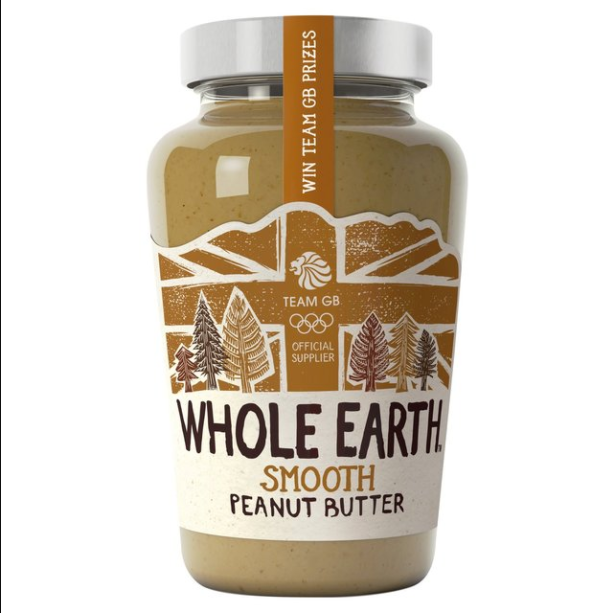 WIN TEAM GB PRIZES
TEAM GB
OFFICIAL
SUPPLIER
WHOLE EARTH
SMOOTH
PEANUT BUTTER